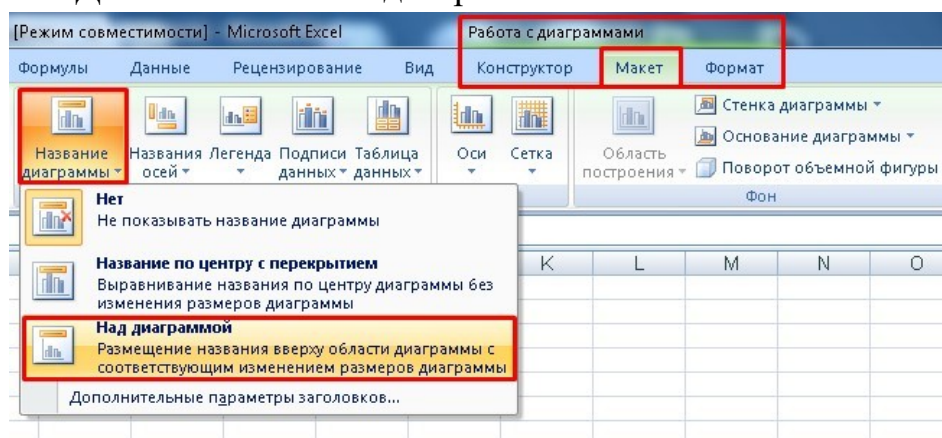 [Режим совместимости] - Microsoft Excel
Работа с диаграммами
Формулы Данные Рецензирование Вид Конструктор Макет Формат
Название диаграммы
Названия осей
Легенда
Подписи данных
Таблица данных
Оси
Сетка
Область построения
Стенка диаграммы
Основание диаграммы
Поворот объемной фигуры
Фон
Нет
Не показывать название диаграммы
Название по центру с перекрытием
Выравнивание названия по центру диаграммы без
изменения размеров диаграммы
Над диаграммой
Размещение названия вверху области диаграммы с
соответствующим изменением размеров диаграммы
Дополнительные параметры заголовков...
K L M N O